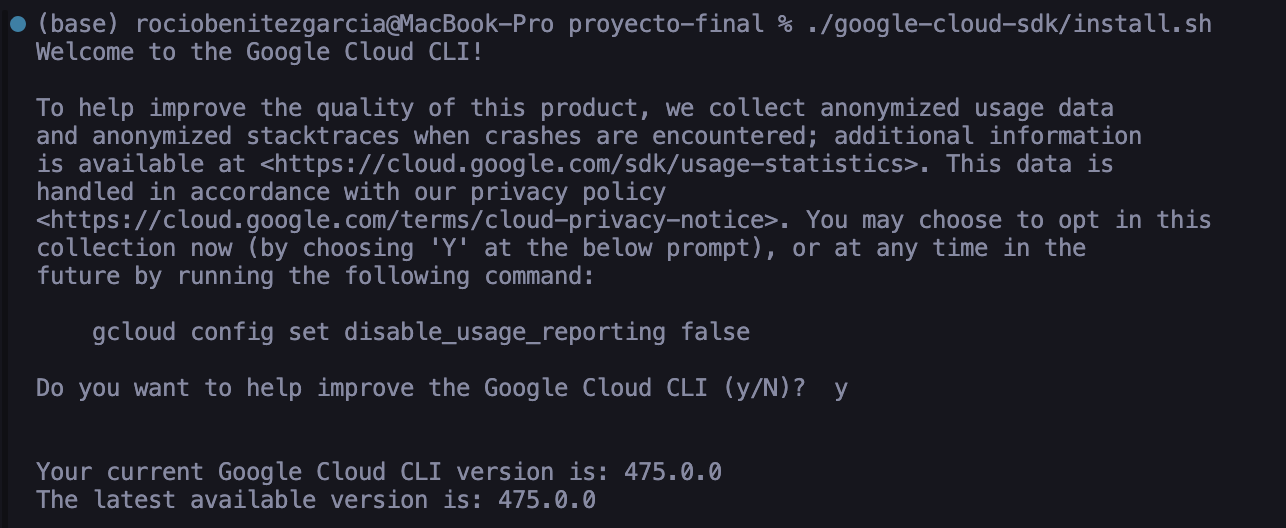 (base) rociobenitezgarcia@MacBook-Pro proyecto-final % ./google-cloud-sdk/install.sh
Welcome to the Google Cloud CLI!
To help improve the quality of this product, we collect anonymized usage data
and anonymized stacktraces when crashes are encountered; additional information
is available at <https://cloud.google.com/sdk/usage-statistics>. This data is
handled in accordance with our privacy policy
<https://cloud.google.com/terms/cloud-privacy-notice>. You may choose to opt in this
collection now (by choosing 'Y' at the below prompt), or at any time in the
future by running the following command:
gcloud config set disable_usage_reporting false
Do you want to help improve the Google Cloud CLI (y/N)?  y
Your current Google Cloud CLI version is: 475.0.0
The latest available version is: 475.0.0